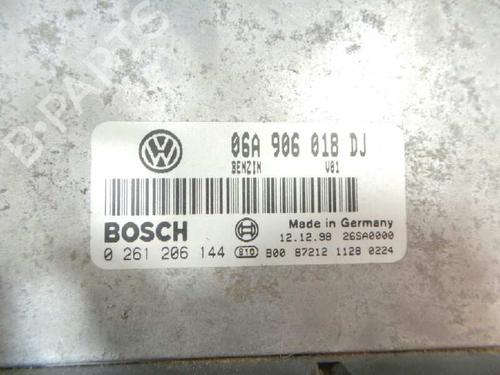 B-PARTS
06A 906 018 DJ
BENZIN V01
BOSCH
Made in Germany
12.12.98 26SA0000
0 261 206 144 810 B00 87212 1128 0224